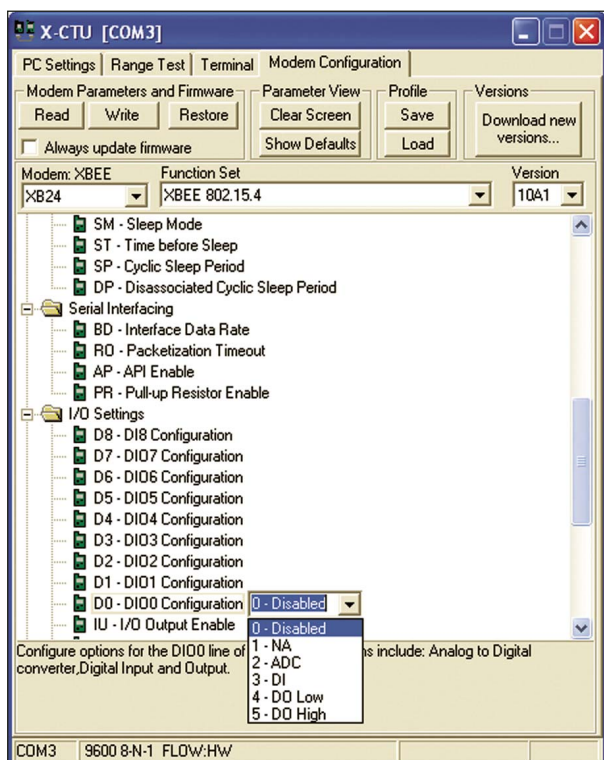 X-CTU [COM3]
PC Settings Range Test Terminal Modem Configuration
Modem Parameters and Firmware Parameter View Profile Versions
Read Write Restore Clear Screen Save Download new versions...
Always update firmware Show Defaults Load
Modem: XBEE Function Set Version
XB24 XBEE 802.15.4 10A1
SM - Sleep Mode
ST - Time before Sleep
SP - Cyclic Sleep Period
DP - Disassociated Cyclic Sleep Period
Serial Interfacing
BD - Interface Data Rate
RO - Packetization Timeout
AP - API Enable
PR - Pull-up Resistor Enable
I/O Settings
D8 - DI8 Configuration
D7 - DIO7 Configuration
D6 - DIO6 Configuration
D5 - DIO5 Configuration
D4 - DIO4 Configuration
D3 - DIO3 Configuration
D2 - DIO2 Configuration
D1 - DIO1 Configuration
D0 - DIO0 Configuration 0 - Disabled
IU - I/O Output Enable
0 - Disabled
1 - NA
2 - ADC
3 - DI
4 - DO Low
5 - DO High
Configure options for the DIO0 line of include: Analog to Digital
converter,Digital Input and Output.
COM3 9600 8-N-1 FLOW:HW